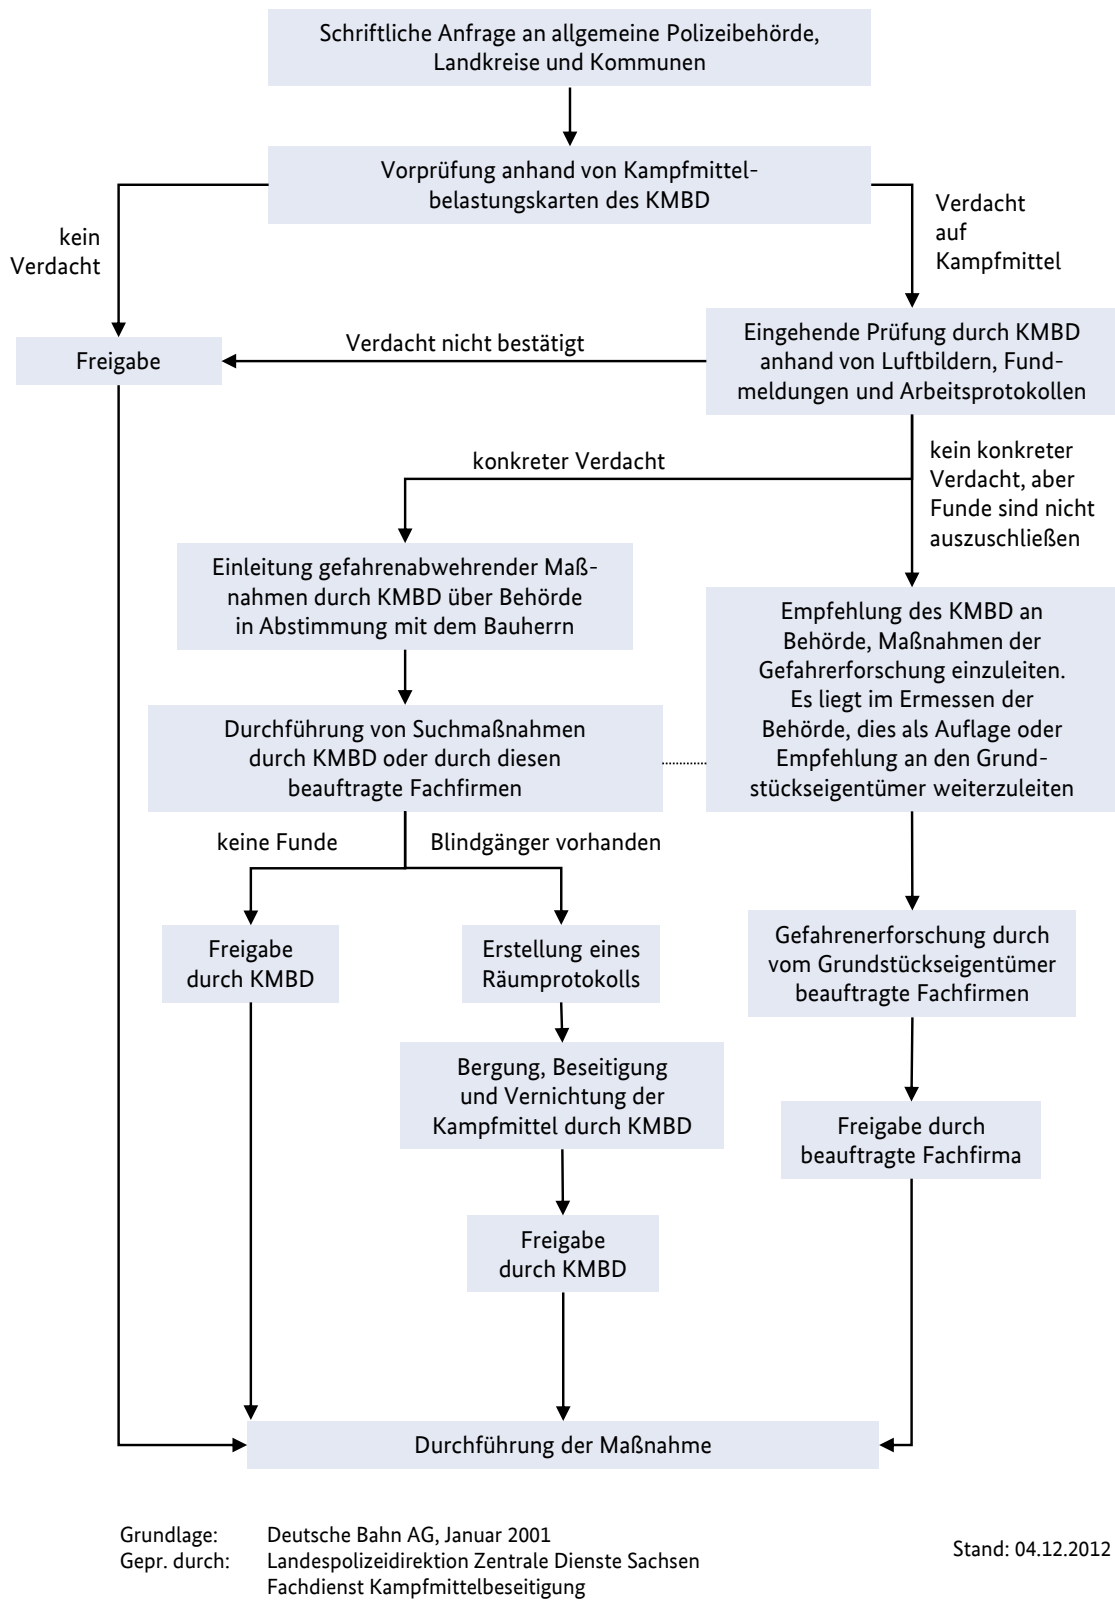 Schriftliche Anfrage an allgemeine Polizeibehörde,
Landkreise und Kommunen
Vorprüfung anhand von Kampfmittel-
belastungskarten des KMBD
kein
Verdacht
Verdacht
auf
Kampfmittel
Freigabe
Verdacht nicht bestätigt
Eingehende Prüfung durch KMBD
anhand von Luftbildern, Fund-
meldungen und Arbeitsprotokollen
konkreter Verdacht
kein konkreter
Verdacht, aber
Funde sind nicht
auszuschließen
Einleitung gefahrenabwehrender Maß-
nahmen durch KMBD über Behörde
in Abstimmung mit dem Bauherrn
Empfehlung des KMBD an
Behörde, Maßnahmen der
Gefahrerforschung einzuleiten.
Es liegt im Ermessen der
Behörde, dies als Auflage oder
Empfehlung an den Grund-
stückseigentümer weiterzuleiten
Durchführung von Suchmaßnahmen
durch KMBD oder durch diesen
beauftragte Fachfirmen
keine Funde
Blindgänger vorhanden
Freigabe
durch KMBD
Erstellung eines
Räumprotokolls
Gefahrenerforschung durch
vom Grundstückseigentümer
beauftragte Fachfirmen
Bergung, Beseitigung
und Vernichtung der
Kampfmittel durch KMBD
Freigabe durch
beauftragte Fachfirma
Freigabe
durch KMBD
Durchführung der Maßnahme
Grundlage: Deutsche Bahn AG, Januar 2001
Gepr. durch: Landespolizeidirektion Zentrale Dienste Sachsen
Fachdienst Kampfmittelbeseitigung
Stand: 04.12.2012